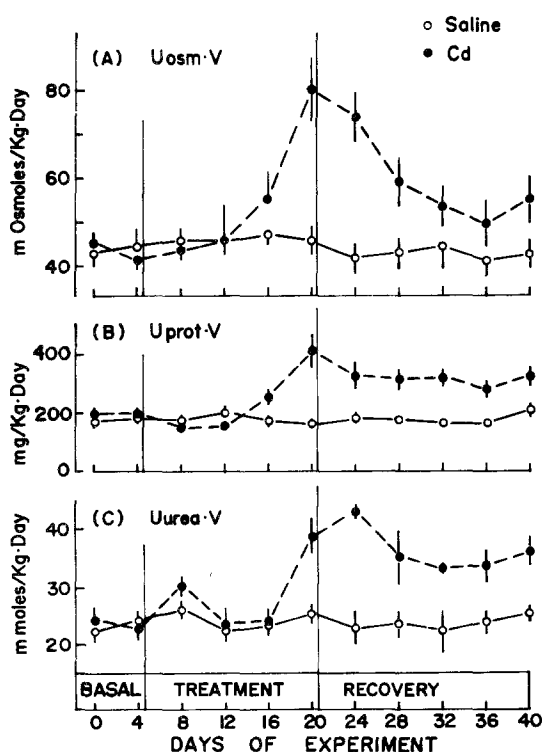 ○ Saline
● Cd
(A) Uosm·V
m Osmoles/Kg·Day
80
60
40
(B) Uprot·V
mg/Kg·Day
400
200
0
(C) Uurea·V
m moles/Kg·Day
40
30
20
BASAL TREATMENT RECOVERY
0 4 8 12 16 20 24 28 32 36 40
DAYS OF EXPERIMENT